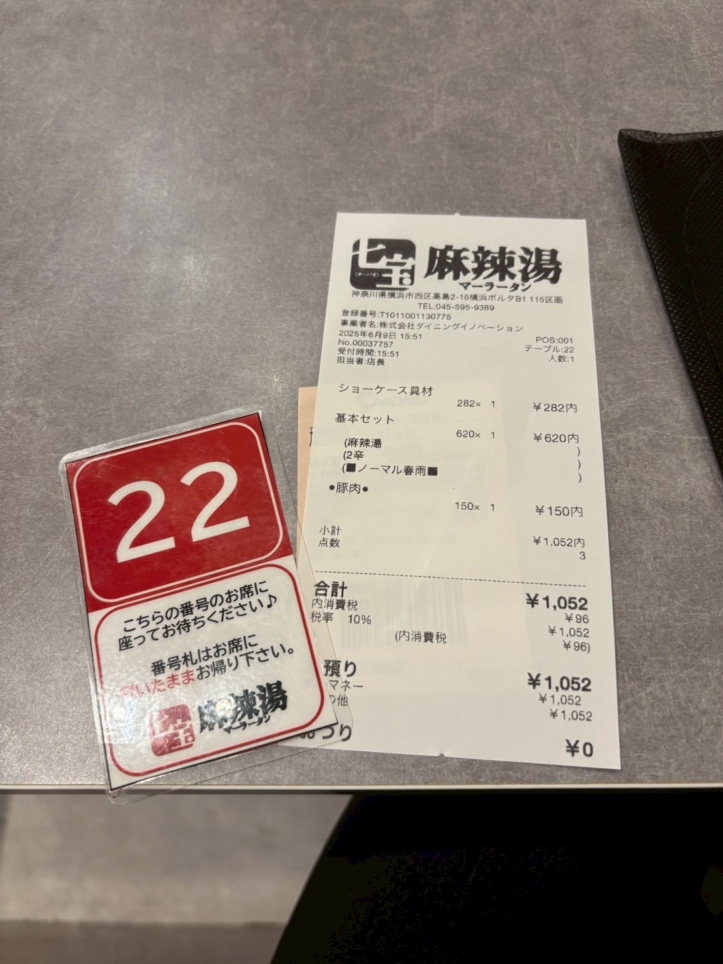 七宝
麻辣湯
マーラータン
神奈川県横浜市西区高島2-16横浜ポルタB1 115区画
TEL:045-595-9389
登録番号:T1011001130775
事業者名:株式会社ダイニングイノベーション
2025年6月9日 15:51 POS:001
No.00037757 テーブル:22
受付時間:15:51 人数:1
担当者:店長
ショーケース具材
282× 1 ¥282内
基本セット
620× 1 ¥620内
(麻辣湯 )
(2辛 )
(■ノーマル春雨■ )
●豚肉●
150× 1 ¥150内
小計 ¥1,052内
点数 3
合計 ¥1,052
内消費税 ¥96
税率 10% ¥1,052
(内消費税 ¥96)
預り ¥1,052
マネー ¥1,052
の他 ¥1,052
づり ¥0
22
こちらの番号のお席に
座ってお待ちください♪
番号札はお席に
置いたままお帰り下さい。
七宝
麻辣湯
マーラータン